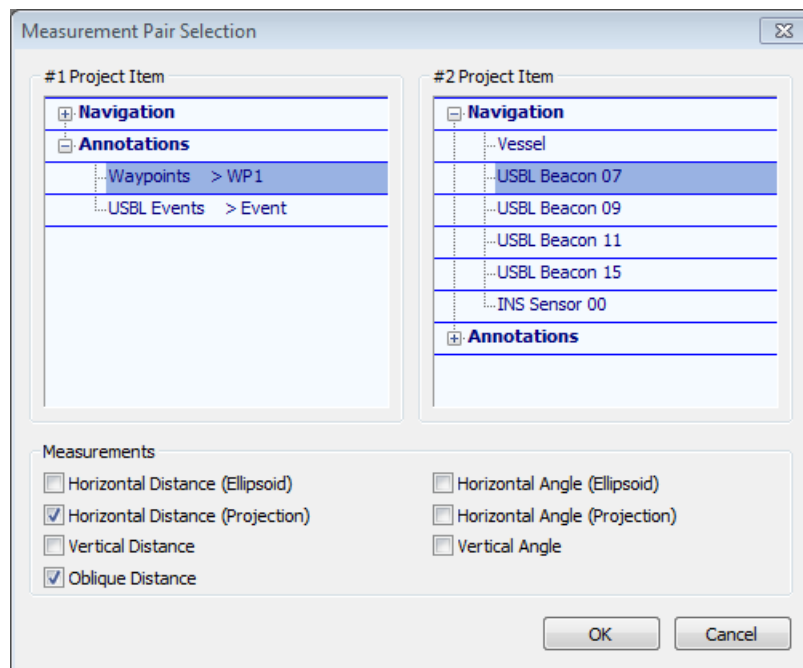 Measurement Pair Selection
#1 Project Item
Navigation
Annotations
Waypoints > WP1
USBL Events > Event
#2 Project Item
Navigation
Vessel
USBL Beacon 07
USBL Beacon 09
USBL Beacon 11
USBL Beacon 15
INS Sensor 00
Annotations
Measurements
Horizontal Distance (Ellipsoid)
Horizontal Distance (Projection)
Vertical Distance
Oblique Distance
Horizontal Angle (Ellipsoid)
Horizontal Angle (Projection)
Vertical Angle
OK
Cancel